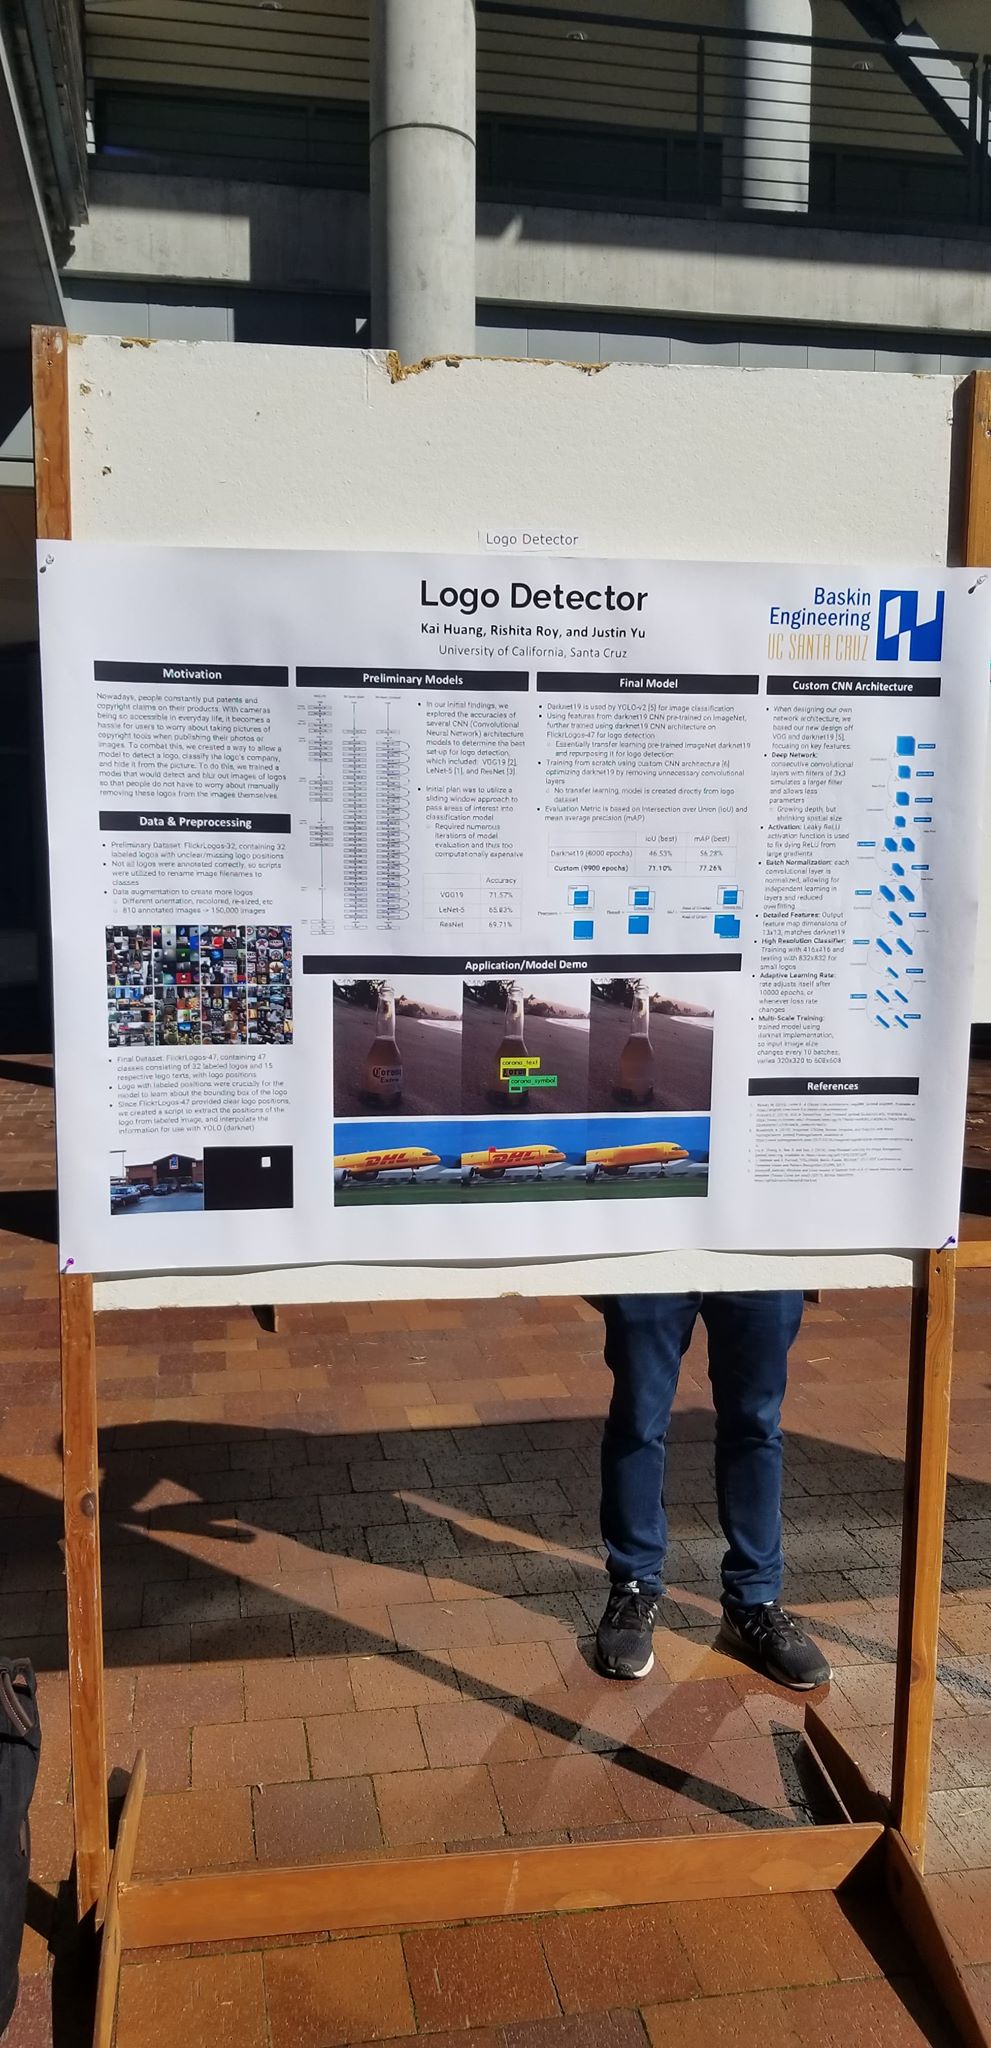 Logo Detector
Logo Detector
Kai Huang, Rishita Roy, and Justin Yu
University of California, Santa Cruz
Baskin
Engineering
UC SANTA CRUZ
Motivation
Nowadays, people constantly put patents and
copyright claims on their products. With cameras
being so accessible in everyday life, it becomes a
hassle for users to worry about taking pictures of
copyright tools when publishing their photos or
images. To combat this, we created a way to allow a
model to detect a logo, classify the logo's company,
and hide it from the picture. To do this, we trained a
model that would detect and blur out images of logos
so that people do not have to worry about manually
removing these logos from the images themselves.
Data & Preprocessing
• Preliminary Dataset: FlickrLogos-32, containing 32
labeled logos with unclear/missing logo positions
• Not all logos were annotated correctly, so scripts
were utilized to rename image filenames to
classes
• Data augmentation to create more logos
○ Different orientation, recolored, re-sized, etc
○ 810 annotated images -> 150,000 images
• Final Dataset: FlickrLogos-47, containing 47
classes consisting of 32 labeled logos and 15
respective logo texts, with logo positions
• Logo with labeled positions were crucial for the
model to learn about the bounding box of the logo
• Since FlickrLogos-47 provided clear logo positions,
we created a script to extract the positions of the
logo from labeled image, and interpolate the
information for use with YOLO (darknet)
Preliminary Models
• In our initial findings, we
explored the accuracies of
several CNN (Convolutional
Neural Network) architecture
models to determine the best
set-up for logo detection,
which included: VGG19 [2],
LeNet-5 [1], and ResNet [3].
• Initial plan was to utilize a
sliding window approach to
pass areas of interest into
classification model
○ Required numerous
iterations of model
evaluation and thus too
computationally expensive
Accuracy
VGG19 71.57%
LeNet-5 65.83%
ResNet 69.71%
Final Model
• Darknet19 is used by YOLO-v2 [5] for image classification
• Using features from darknet19 CNN pre-trained on ImageNet,
further trained using darknet19 CNN architecture on
FlickrLogos-47 for logo detection
○ Essentially transfer learning pre-trained ImageNet darknet19
and repurposing it for logo detection
• Training from scratch using custom CNN architecture [6]
optimizing darknet19 by removing unnecessary convolutional
layers
○ No transfer learning, model is created directly from logo
dataset
• Evaluation Metric is based on Intersection over Union (IoU) and
mean average precision (mAP)
IoU (best) mAP (best)
Darknet19 (6000 epochs) 46.53% 56.28%
Custom (9900 epochs) 71.10% 77.26%
Application/Model Demo
Corona
Extra
corona_text
corona_symbol
DHL
DHL
Custom CNN Architecture
• When designing our own
network architecture, we
based our new design off
VGG and darknet19 [5],
focusing on key features:
• Deep Network:
consecutive convolutional
layers with filters of 3x3
simulates a larger filter
and allows less
parameters
○ Growing depth, but
shrinking spatial size
• Activation: Leaky ReLU
activation function is used
to fix dying ReLU from
large gradients
• Batch Normalization: each
convolutional layer is
normalized, allowing for
independent learning in
layers and reduced
overfitting
• Detailed Features: Output
feature map dimensions of
13x13, matches darknet19
• High Resolution Classifier:
Training with 416x416 and
testing with 832x832 for
small logos
• Adaptive Learning Rate:
rate adjusts itself after
10000 epochs, or
whenever loss rate
changes
• Multi-Scale Training:
trained model using
darknet implementation,
so input image size
changes every 10 batches,
varies 320x320 to 608x608
References